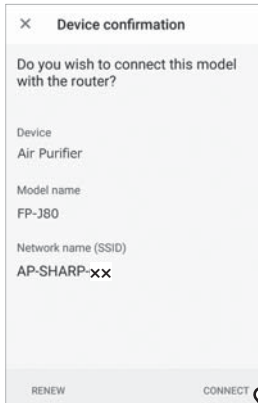 × Device confirmation
Do you wish to connect this model
with the router?
Device
Air Purifier
Model name
FP-J80
Network name (SSID)
AP-SHARP-××
RENEW CONNECT